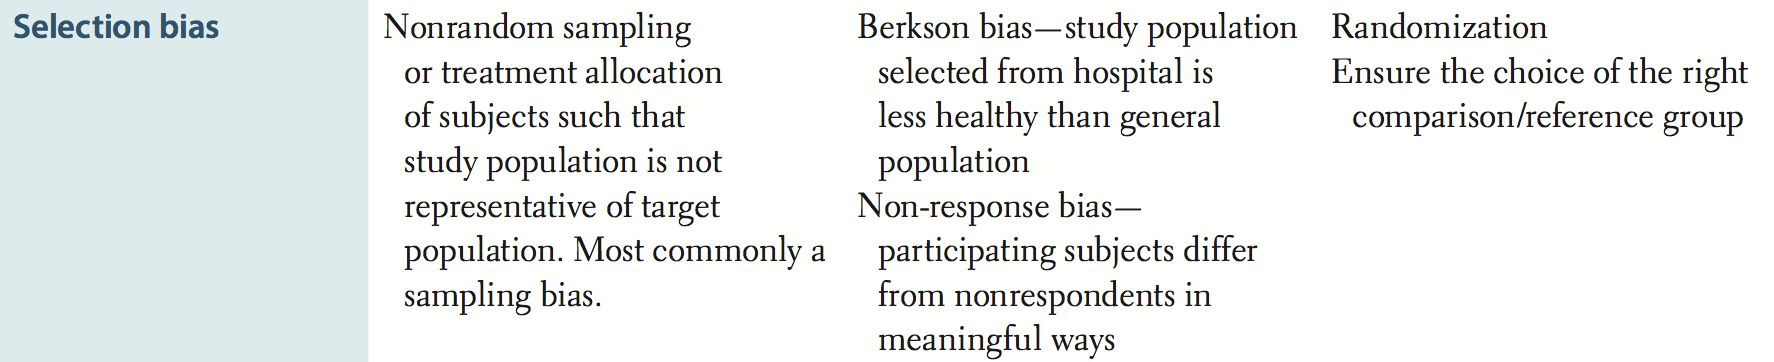 Selection bias
Nonrandom sampling
or treatment allocation
of subjects such that
study population is not
representative of target
population. Most commonly a
sampling bias.
Berkson bias—study population
selected from hospital is
less healthy than general
population
Non-response bias—
participating subjects differ
from nonrespondents in
meaningful ways
Randomization
Ensure the choice of the right
comparison/reference group